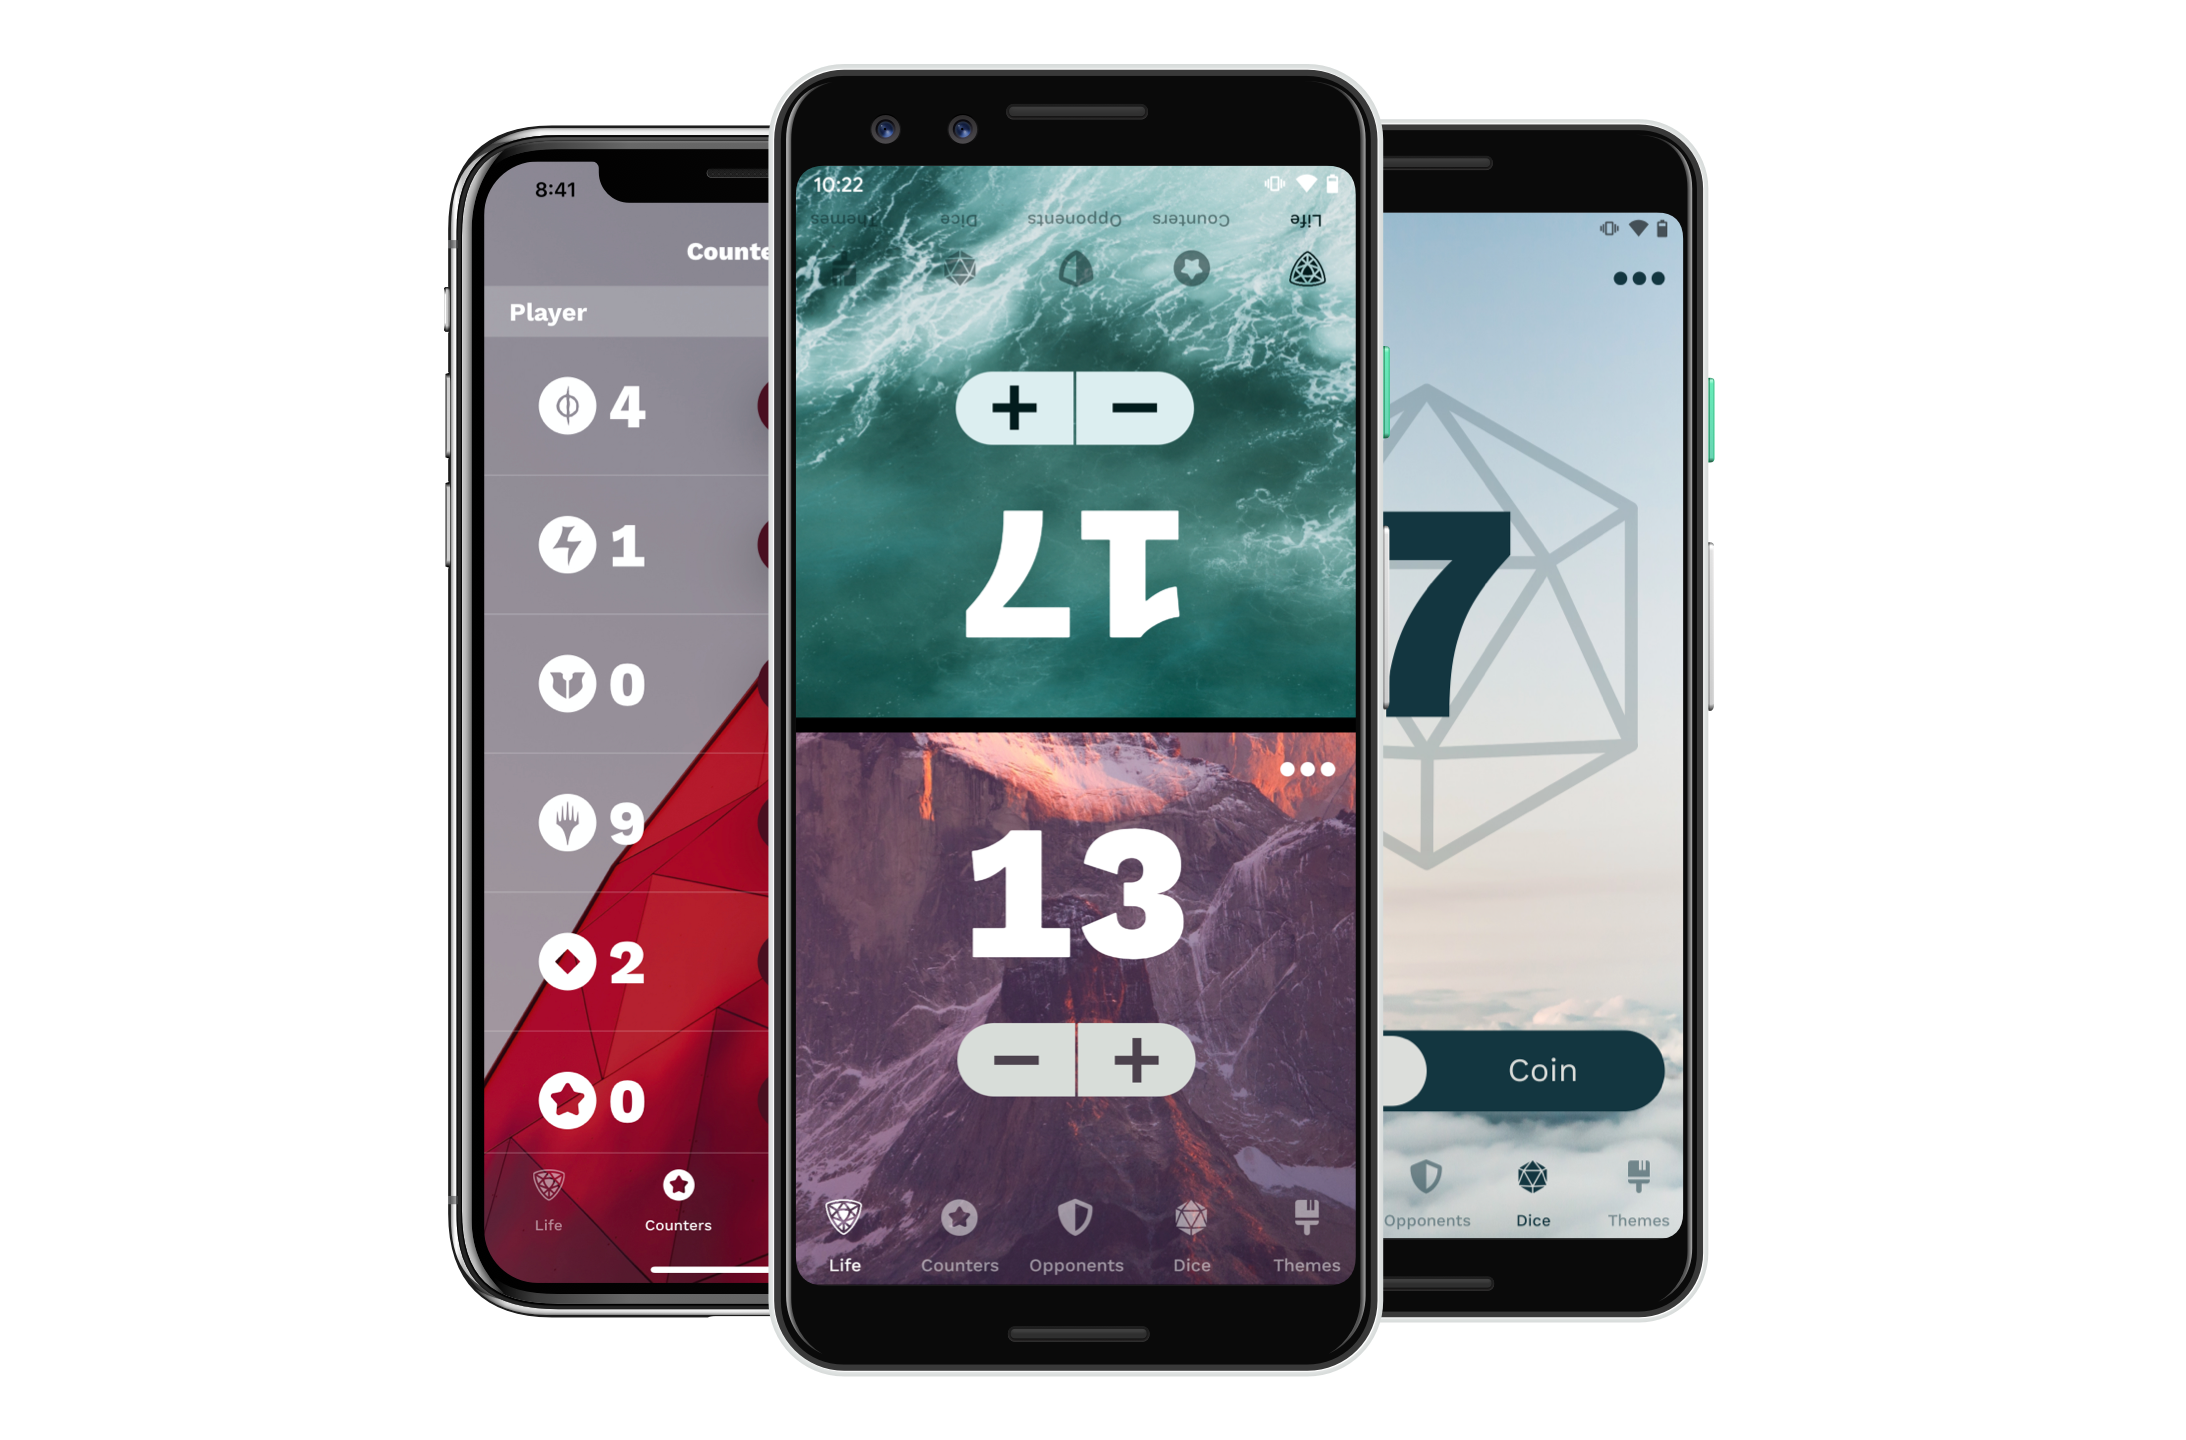 8:41
Counte
Player
4
1
0
9
2
0
Life
Counters
10:22
Life
Counters
Opponents
Dice
Themes
+ −
17
13
− +
Life
Counters
Opponents
Dice
Themes
7
Coin
Opponents
Dice
Themes